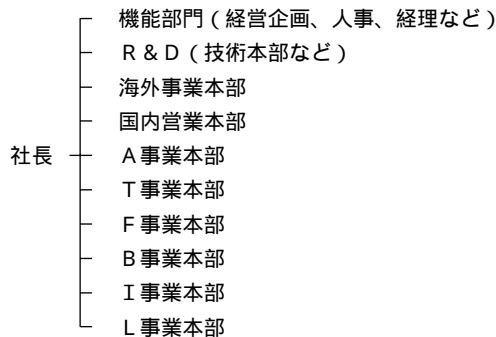 機能部門（経営企画、人事、経理など）
Ｒ＆Ｄ（技術本部など）
海外事業本部
国内営業本部
社長
Ａ事業本部
Ｔ事業本部
Ｆ事業本部
Ｂ事業本部
Ｉ事業本部
Ｌ事業本部